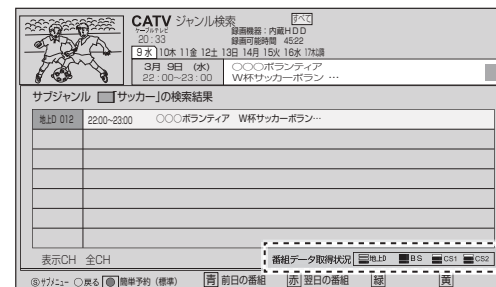 CATV ジャンル検索 すべて
ケーブルテレビ
20:33
録画機器：内蔵HDD
録画可能時間 45:22
9水 10木 11金 12土 13日 14月 15火 16水 17木
3月 9日 (水) ○○○ボランティア
22:00~23:00 W杯サッカーボラン …
サブジャンル サッカー」の検索結果
地上D 012 22:00~23:00 ○○○ボランティア W杯サッカーボラン…
表示CH 全CH
番組データ取得状況 地上D BS CS1 CS2
Ⓢサブメニュー 戻る 簡単予約 (標準) 青 前日の番組 赤 翌日の番組 緑 黄